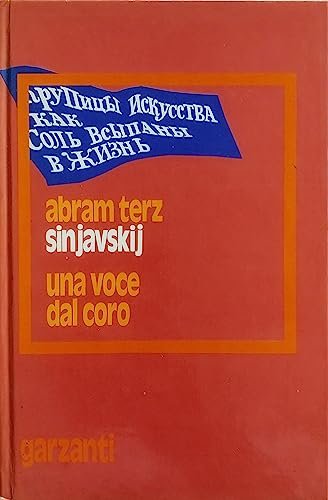 крУПИЦЫ ИСКУССТВА
КАК
СОЛЬ ВСЫПАНЫ
В ЖИЗНЬ
abram terz
sinjavskij
una voce
dal coro
garzanti